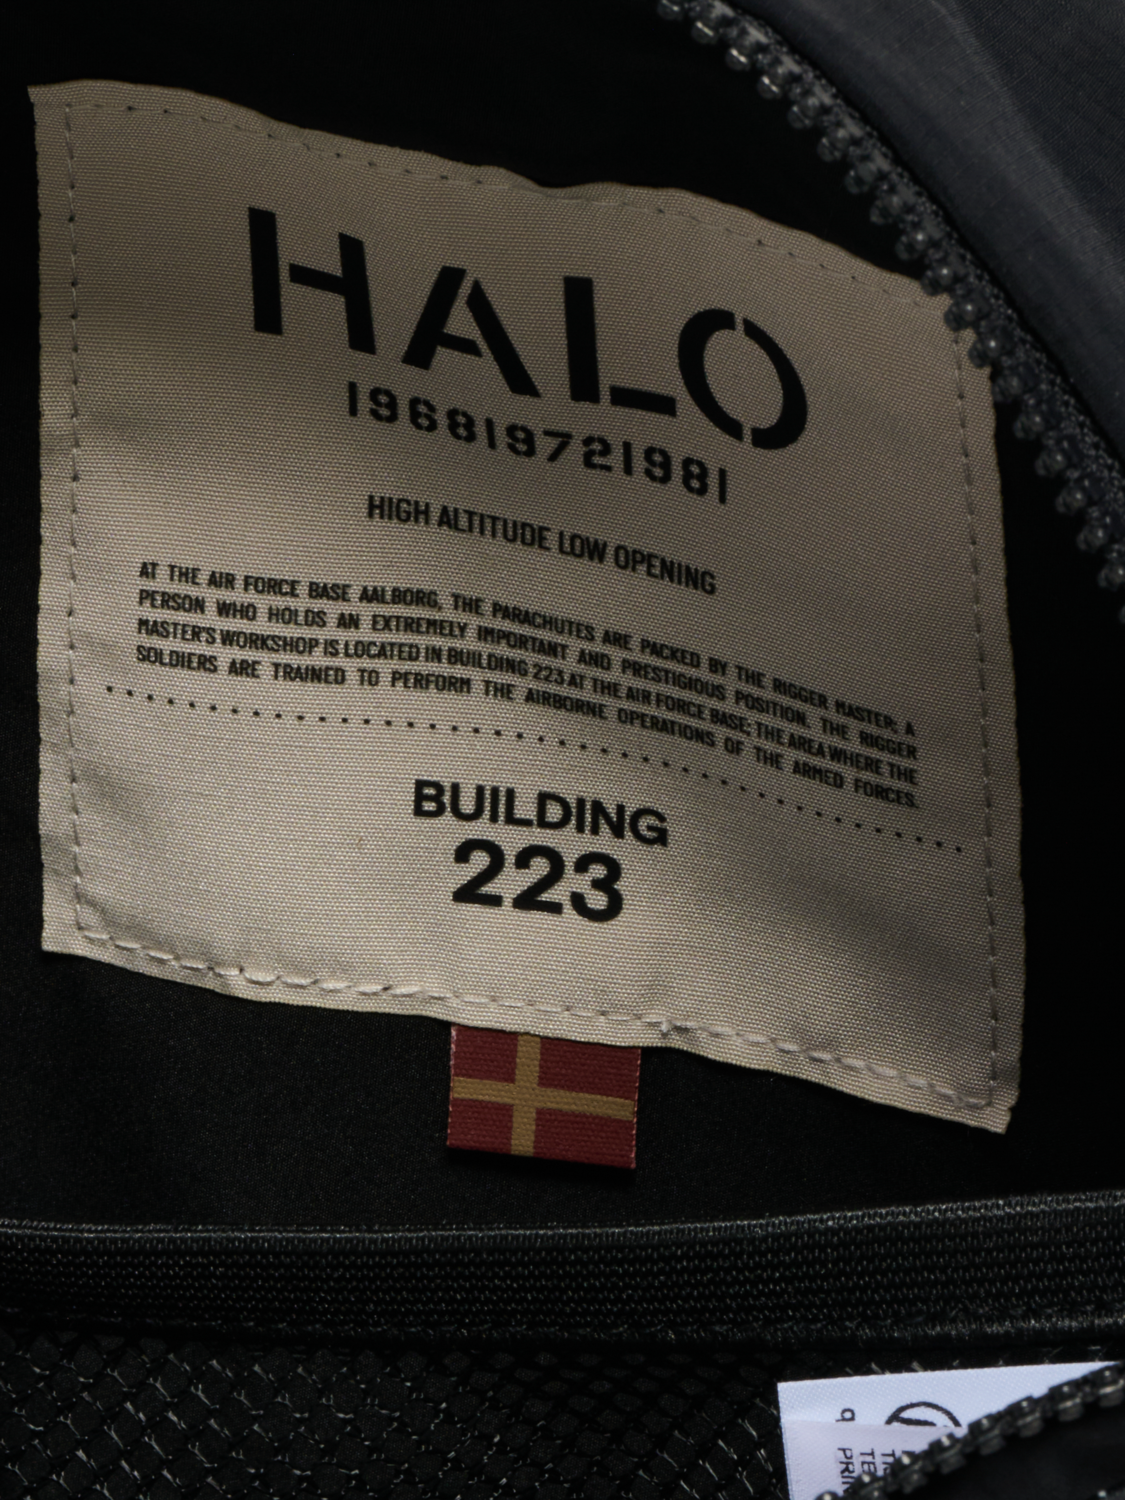 HALO
196819721981
HIGH ALTITUDE LOW OPENING
AT THE AIR FORCE BASE AALBORG, THE PARACHUTES ARE PACKED BY THE RIGGER MASTER; A
PERSON WHO HOLDS AN EXTREMELY IMPORTANT AND PRESTIGIOUS POSITION. THE RIGGER
MASTER'S WORKSHOP IS LOCATED IN BUILDING 223 AT THE AIR FORCE BASE; THE AREA WHERE THE
SOLDIERS ARE TRAINED TO PERFORM THE AIRBORNE OPERATIONS OF THE ARMED FORCES.
BUILDING
223